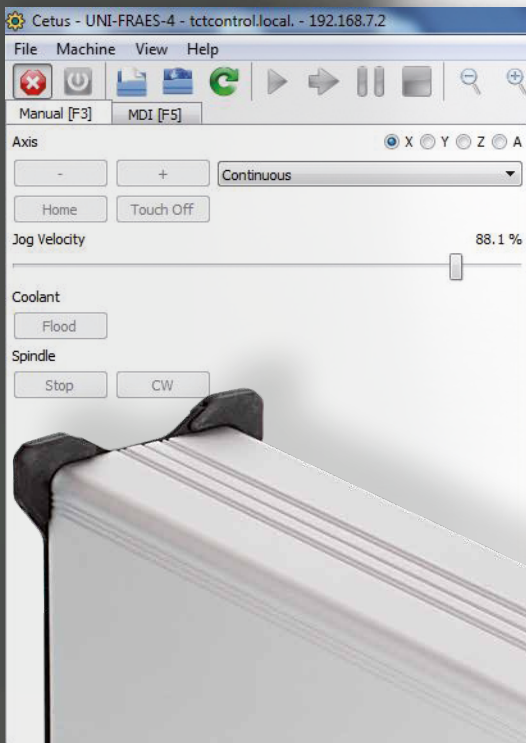 Cetus - UNI-FRAES-4 - tctcontrol.local. - 192.168.7.2
File Machine View Help
Manual [F3] MDI [F5]
Axis X Y Z A
- + Continuous
Home Touch Off
Jog Velocity 88.1 %
Coolant
Flood
Spindle
Stop CW